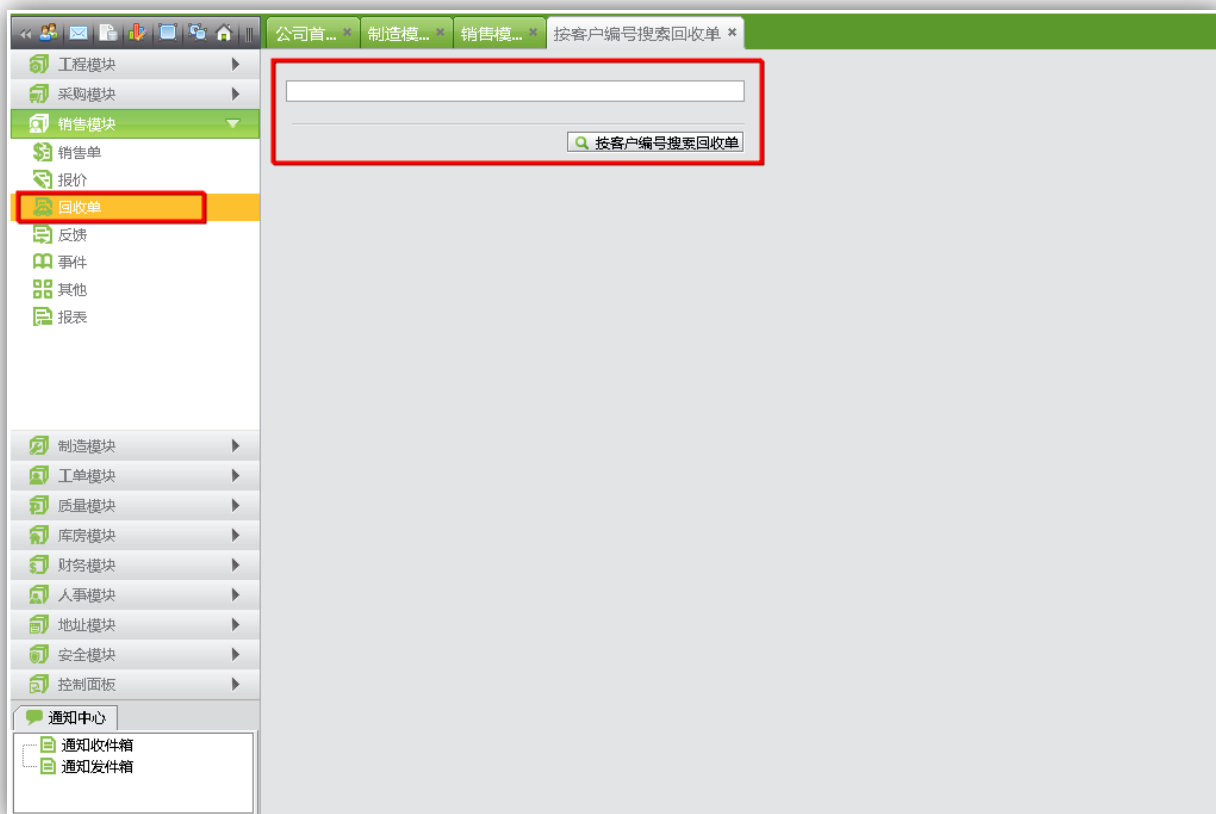 公司首...
制造模...
销售模...
按客户编号搜索回收单
工程模块
采购模块
销售模块
销售单
报价
回收单
反馈
事件
其他
报表
制造模块
工单模块
质量模块
库房模块
财务模块
人事模块
地址模块
安全模块
控制面板
通知中心
通知收件箱
通知发件箱
按客户编号搜索回收单